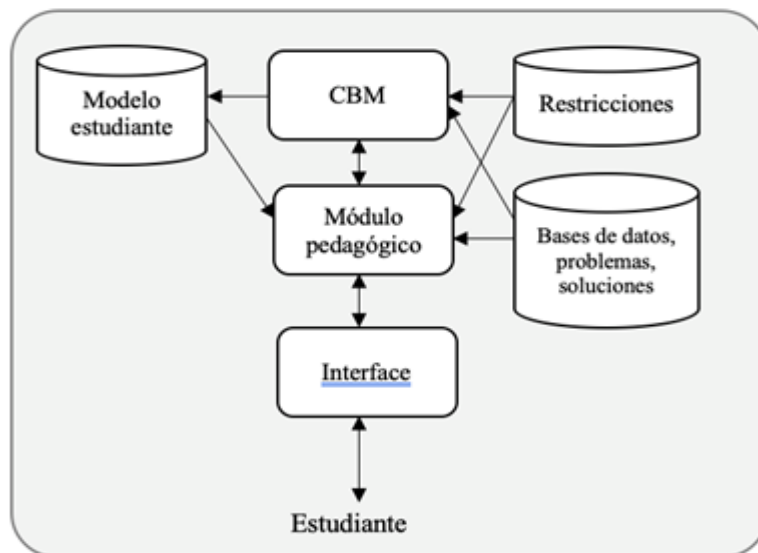 Modelo
estudiante
CBM
Restricciones
Módulo
pedagógico
Bases de datos,
problemas,
soluciones
Interface
Estudiante